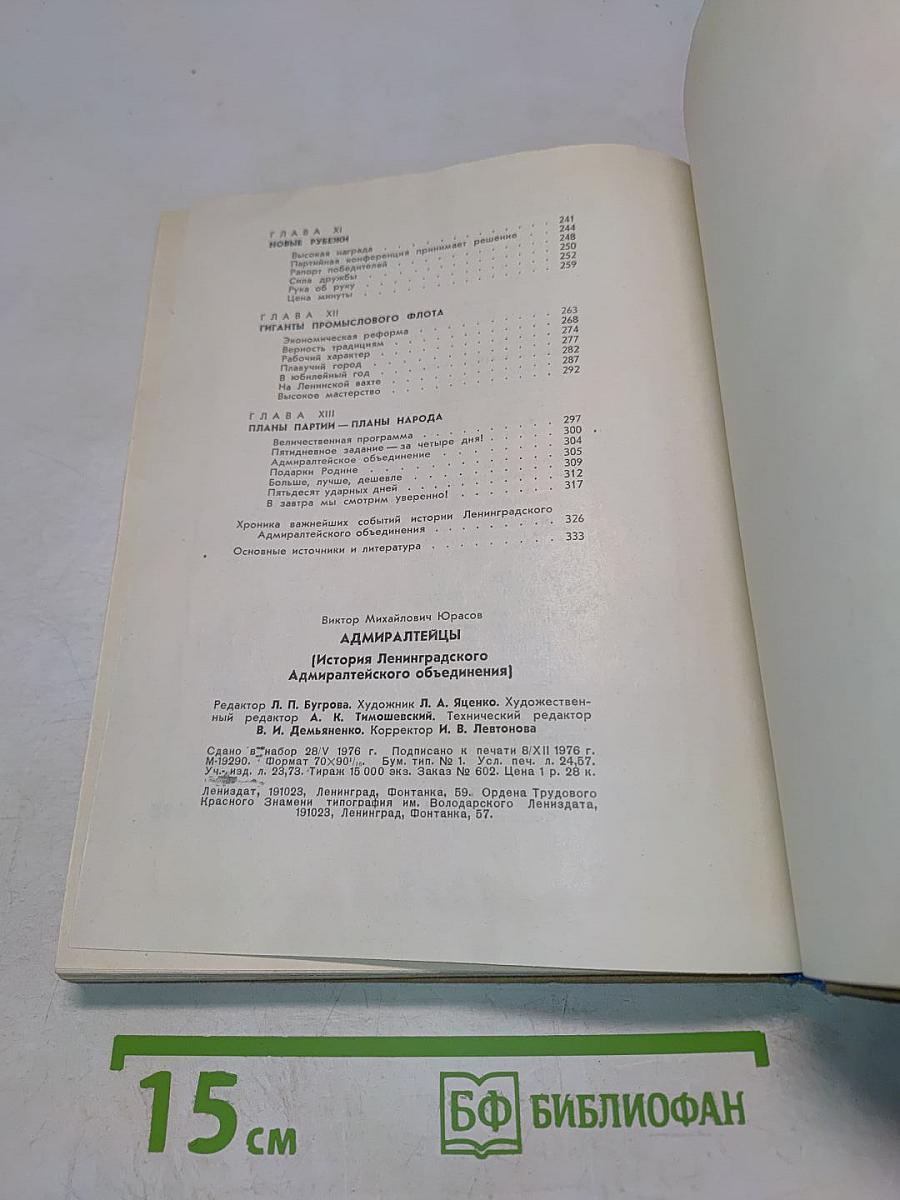 ГЛАВА XI
НОВЫЕ РУБЕЖИ
Высокая награда . . . 241
Партийная конференция принимает решение . . . 244
Рапорт победителей . . . 248
Сила дружбы . . . 250
Рука об руку . . . 252
Цена минуты . . . 259
ГЛАВА XII
ГИГАНТЫ ПРОМЫСЛОВОГО ФЛОТА
Экономическая реформа . . . 263
Верность традициям . . . 268
Рабочий характер . . . 274
Плавучий город . . . 277
В юбилейный год . . . 282
На Ленинской вахте . . . 287
Высокое мастерство . . . 292
ГЛАВА XIII
ПЛАНЫ ПАРТИИ — ПЛАНЫ НАРОДА
Величественная программа . . . 297
Пятидневное задание — за четыре дня! . . . 300
Адмиралтейское объединение . . . 304
Подарки Родине . . . 305
Больше, лучше, дешевле . . . 309
Пятьдесят ударных дней . . . 312
В завтра мы смотрим уверенно! . . . 317
Хроника важнейших событий истории Ленинградского
Адмиралтейского объединения . . . 326
Основные источники и литература . . . 333
Виктор Михайлович Юрасов
АДМИРАЛТЕЙЦЫ
(История Ленинградского
Адмиралтейского объединения)
Редактор Л. П. Бугрова. Художник Л. А. Яценко. Художествен-
ный редактор А. К. Тимошевский. Технический редактор
В. И. Демьяненко. Корректор И. В. Левтонова
Сдано в набор 28/V 1976 г. Подписано к печати 8/XII 1976 г.
М-19290. Формат 70×90 1/16. Бум. тип. № 1. Усл. печ. л. 24,57.
Уч.-изд. л. 23,73. Тираж 15 000 экз. Заказ № 602. Цена 1 р. 28 к.
Лениздат, 191023, Ленинград, Фонтанка, 59. Ордена Трудового
Красного Знамени типография им. Володарского Лениздата,
191023, Ленинград, Фонтанка, 57.
15 см
БФ БИБЛИОФАН